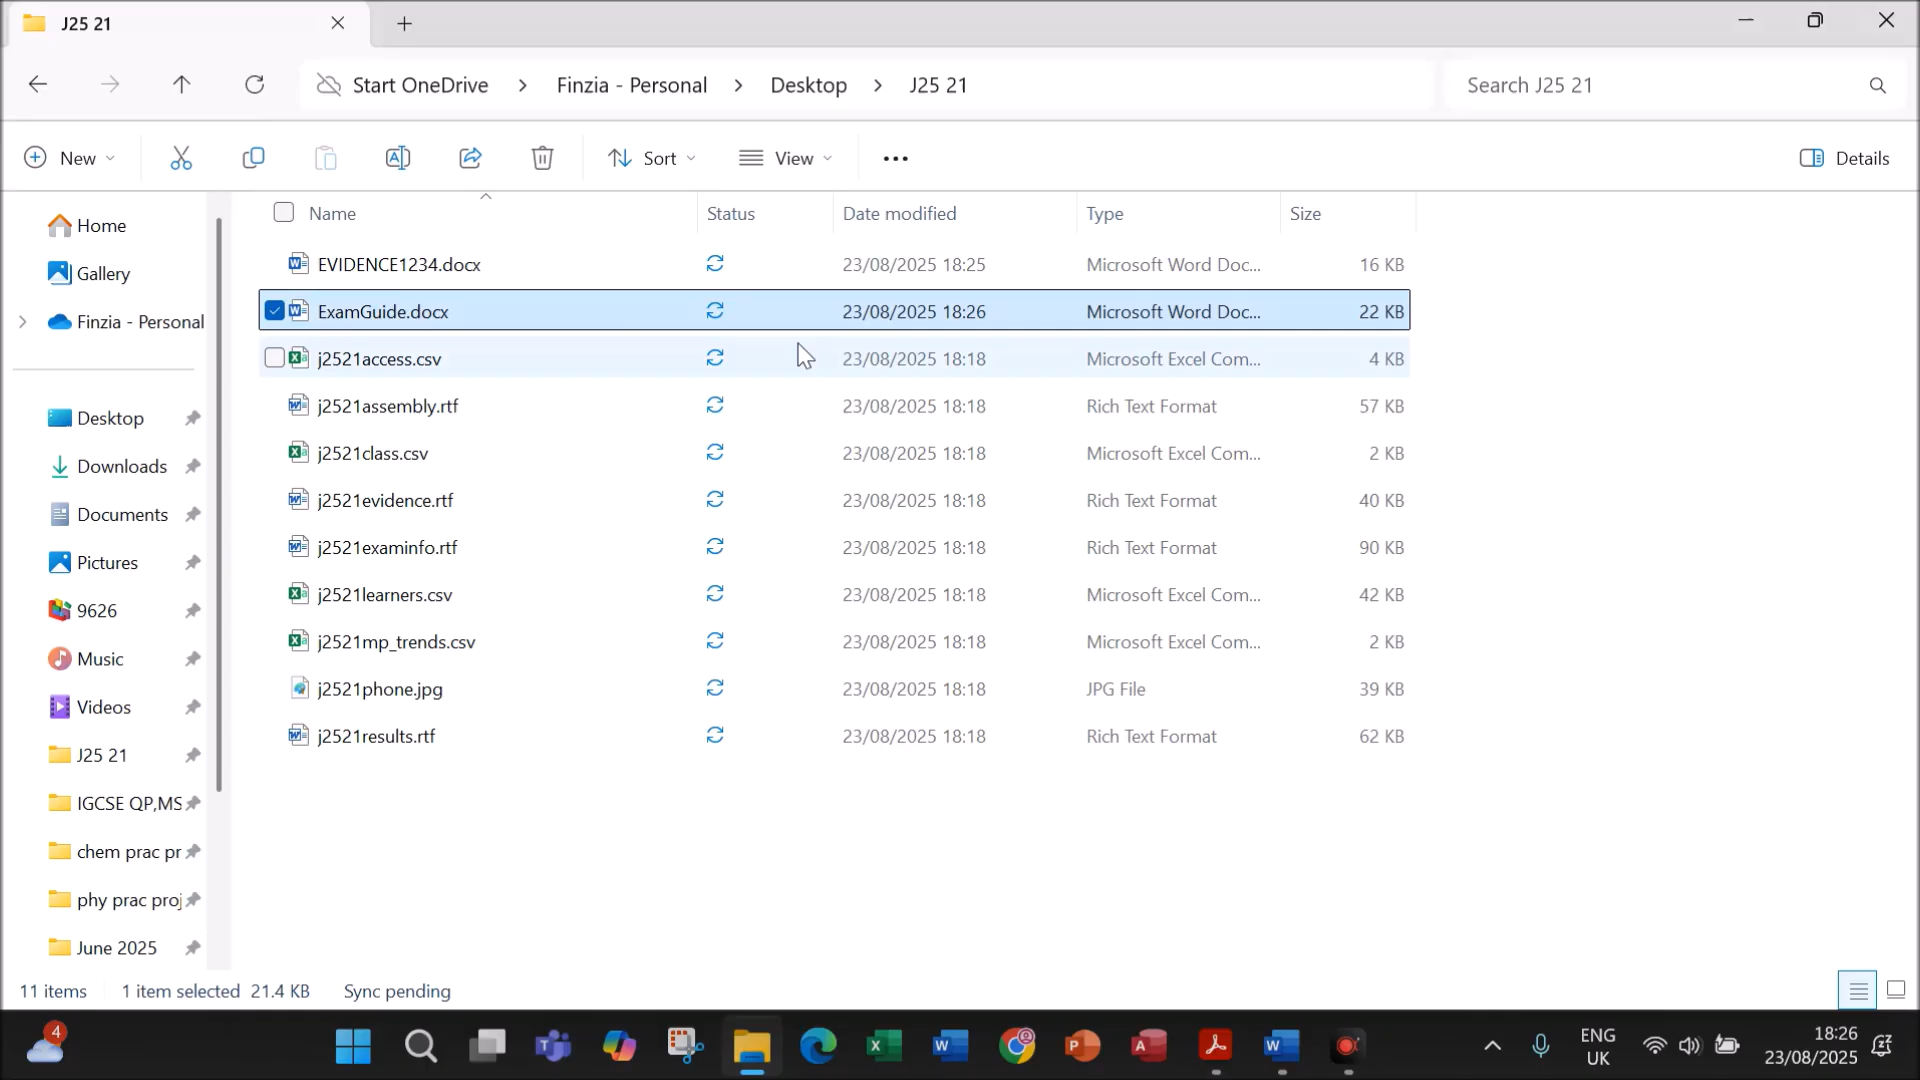 J25 21
Start OneDrive > Finzia - Personal > Desktop > J25 21
Search J25 21
New
Sort
View
Details
Name Status Date modified Type Size
Home
Gallery
Finzia - Personal
Desktop
Downloads
Documents
Pictures
9626
Music
Videos
J25 21
IGCSE QP,MS
chem prac pr
phy prac proj
June 2025
EVIDENCE1234.docx 23/08/2025 18:25 Microsoft Word Doc... 16 KB
ExamGuide.docx 23/08/2025 18:26 Microsoft Word Doc... 22 KB
j2521access.csv 23/08/2025 18:18 Microsoft Excel Com... 4 KB
j2521assembly.rtf 23/08/2025 18:18 Rich Text Format 57 KB
j2521class.csv 23/08/2025 18:18 Microsoft Excel Com... 2 KB
j2521evidence.rtf 23/08/2025 18:18 Rich Text Format 40 KB
j2521examinfo.rtf 23/08/2025 18:18 Rich Text Format 90 KB
j2521learners.csv 23/08/2025 18:18 Microsoft Excel Com... 42 KB
j2521mp_trends.csv 23/08/2025 18:18 Microsoft Excel Com... 2 KB
j2521phone.jpg 23/08/2025 18:18 JPG File 39 KB
j2521results.rtf 23/08/2025 18:18 Rich Text Format 62 KB
11 items 1 item selected 21.4 KB Sync pending
4
ENG
UK
18:26
23/08/2025